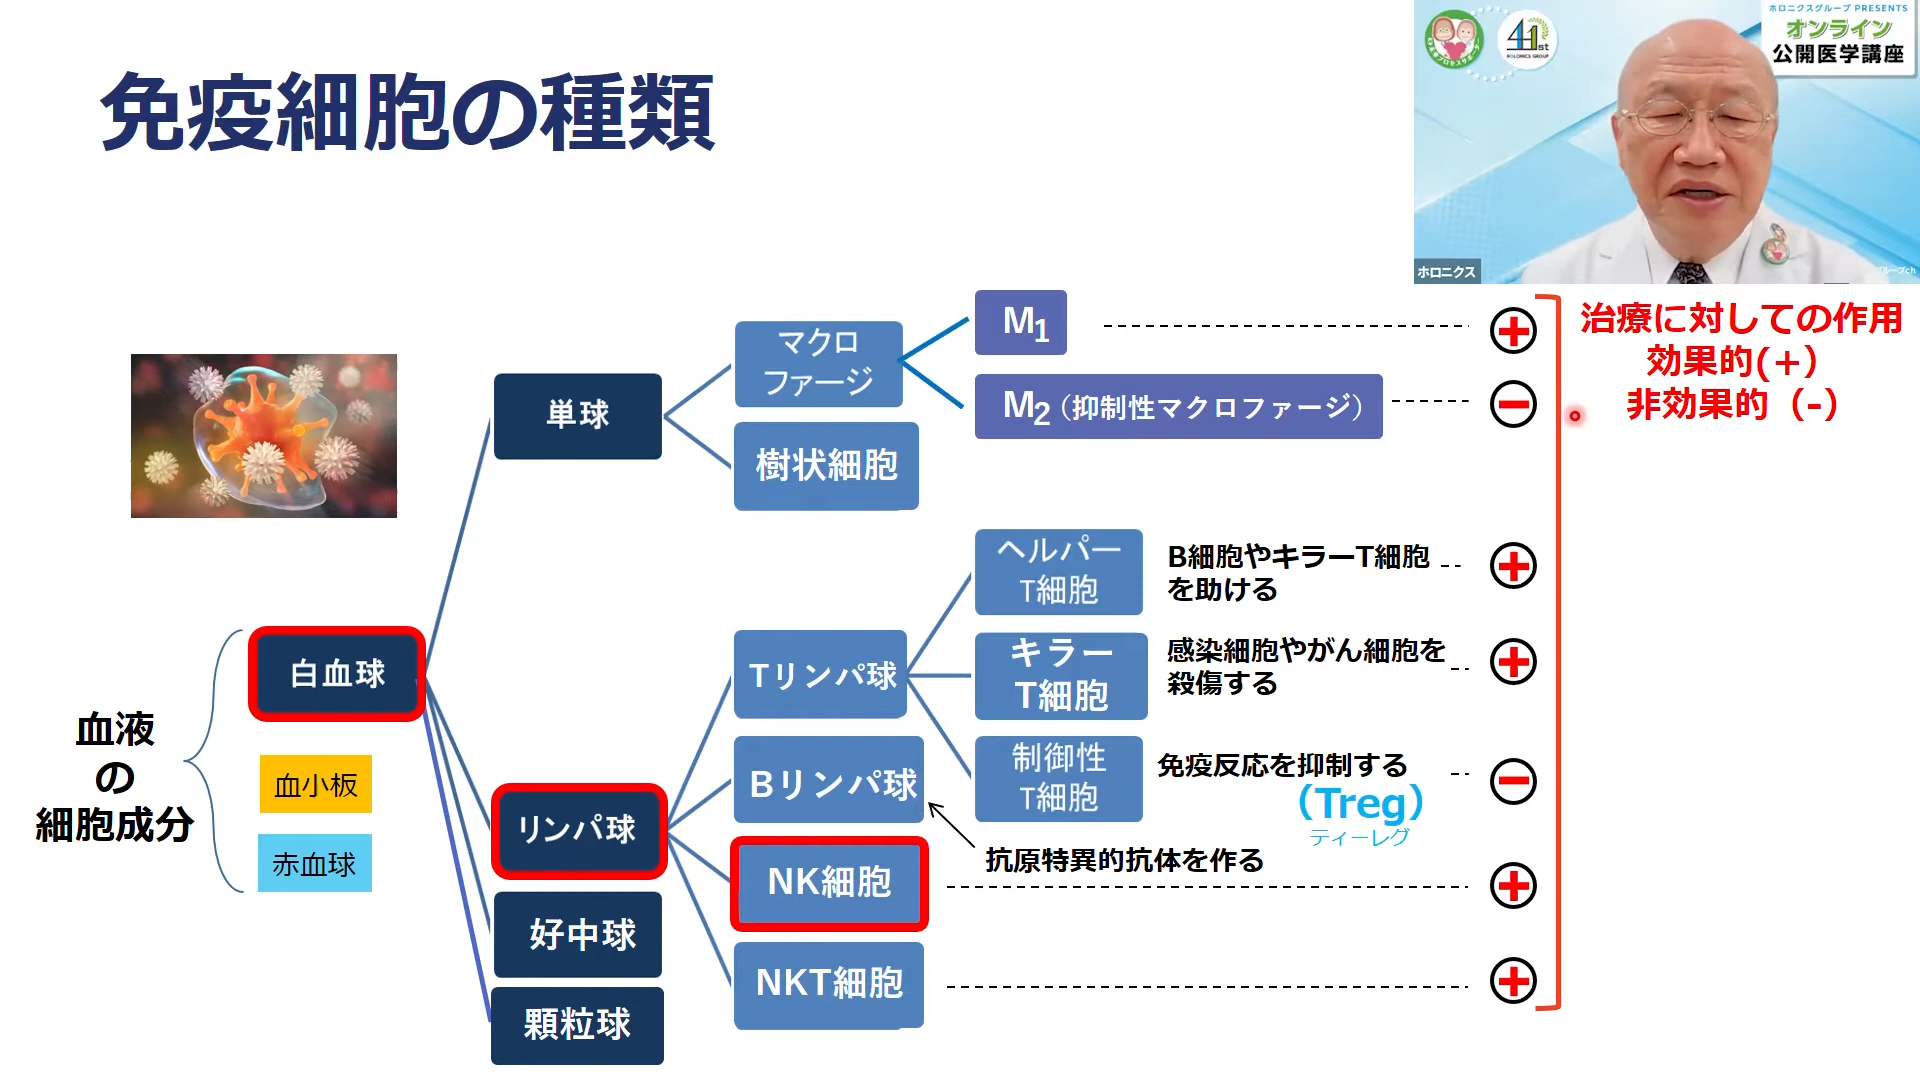 免疫細胞の種類
ホロニクスグループ PRESENTS
オンライン
公開医学講座
41st
HOLONICS GROUP
ホロニクス
治療に対しての作用
効果的(+)
非効果的(-)
血液
の
細胞成分
白血球
血小板
赤血球
単球
リンパ球
好中球
顆粒球
マクロ
ファージ
樹状細胞
M1
M2(抑制性マクロファージ)
Tリンパ球
Bリンパ球
NK細胞
NKT細胞
ヘルパー
T細胞
B細胞やキラーT細胞
を助ける
キラー
T細胞
感染細胞やがん細胞を
殺傷する
制御性
T細胞
免疫反応を抑制する
(Treg)
ティーレグ
抗原特異的抗体を作る